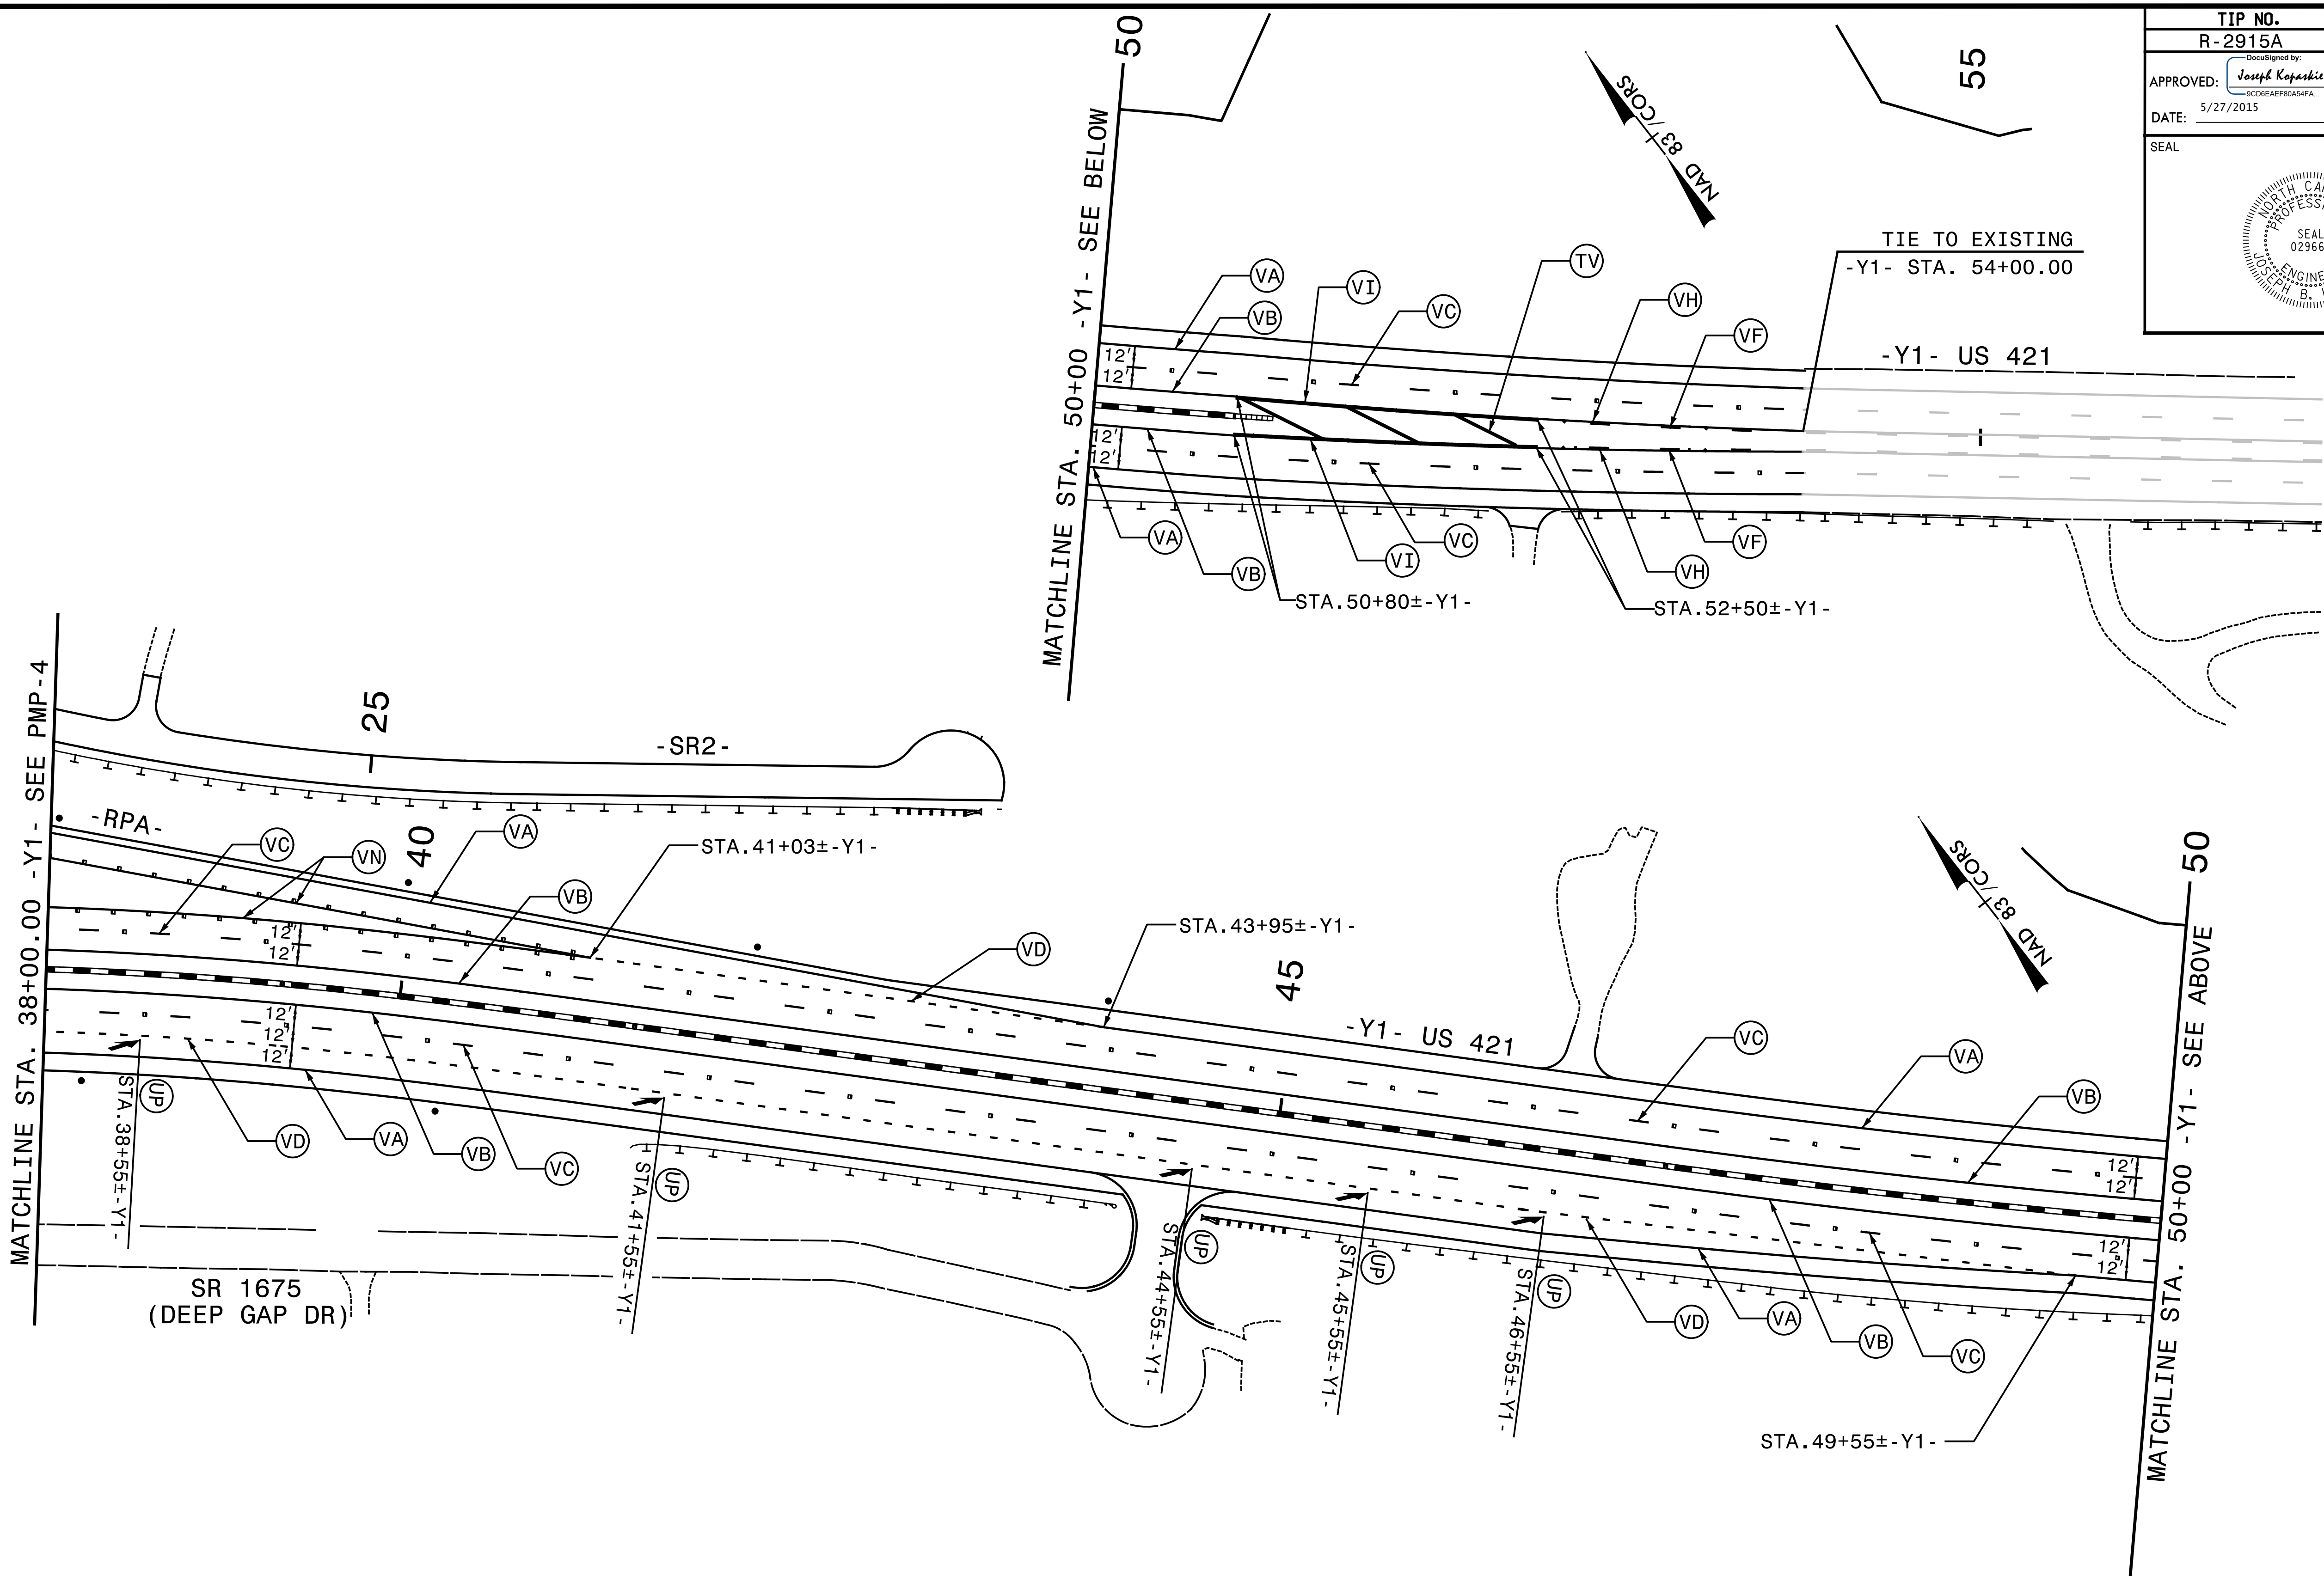 TIP NO.
R-2915A
APPROVED:
DocuSigned by:
9CD6EAEF80A54FA...
DATE: 5/27/2015
SEAL
SEAL
JOSEPH B.
50
MATCHLINE STA. 50+00 -Y1- SEE BELOW
NAD 83/CORS
55
TIE TO EXISTING
-Y1- STA. 54+00.00
VA
VB
VI
VC
TV
VH
VF
-Y1- US 421
12'
12'
12'
12'
VA
VB
VI
VC
VH
VF
STA.50+80±-Y1-
STA.52+50±-Y1-
MATCHLINE STA. 38+00.00 -Y1- SEE PMP-4
25
-SR2-
-RPA-
VC
VN
40
VA
STA.41+03±-Y1-
VB
VD
STA.43+95±-Y1-
45
-Y1- US 421
VC
VA
VB
NAD 83/CORS
50
MATCHLINE STA. 50+00 -Y1- SEE ABOVE
12'
12'
12'
12'
12'
12'
12'
12'
12'
STA.38+55±-Y1-
UP
VD
VA
VB
VC
STA.41+55±-Y1-
UP
STA.44+55±-Y1-
UP
STA.45+55±-Y1-
UP
STA.46+55±-Y1-
UP
VD
VA
VB
VC
STA.49+55±-Y1-
SR 1675
(DEEP GAP DR)